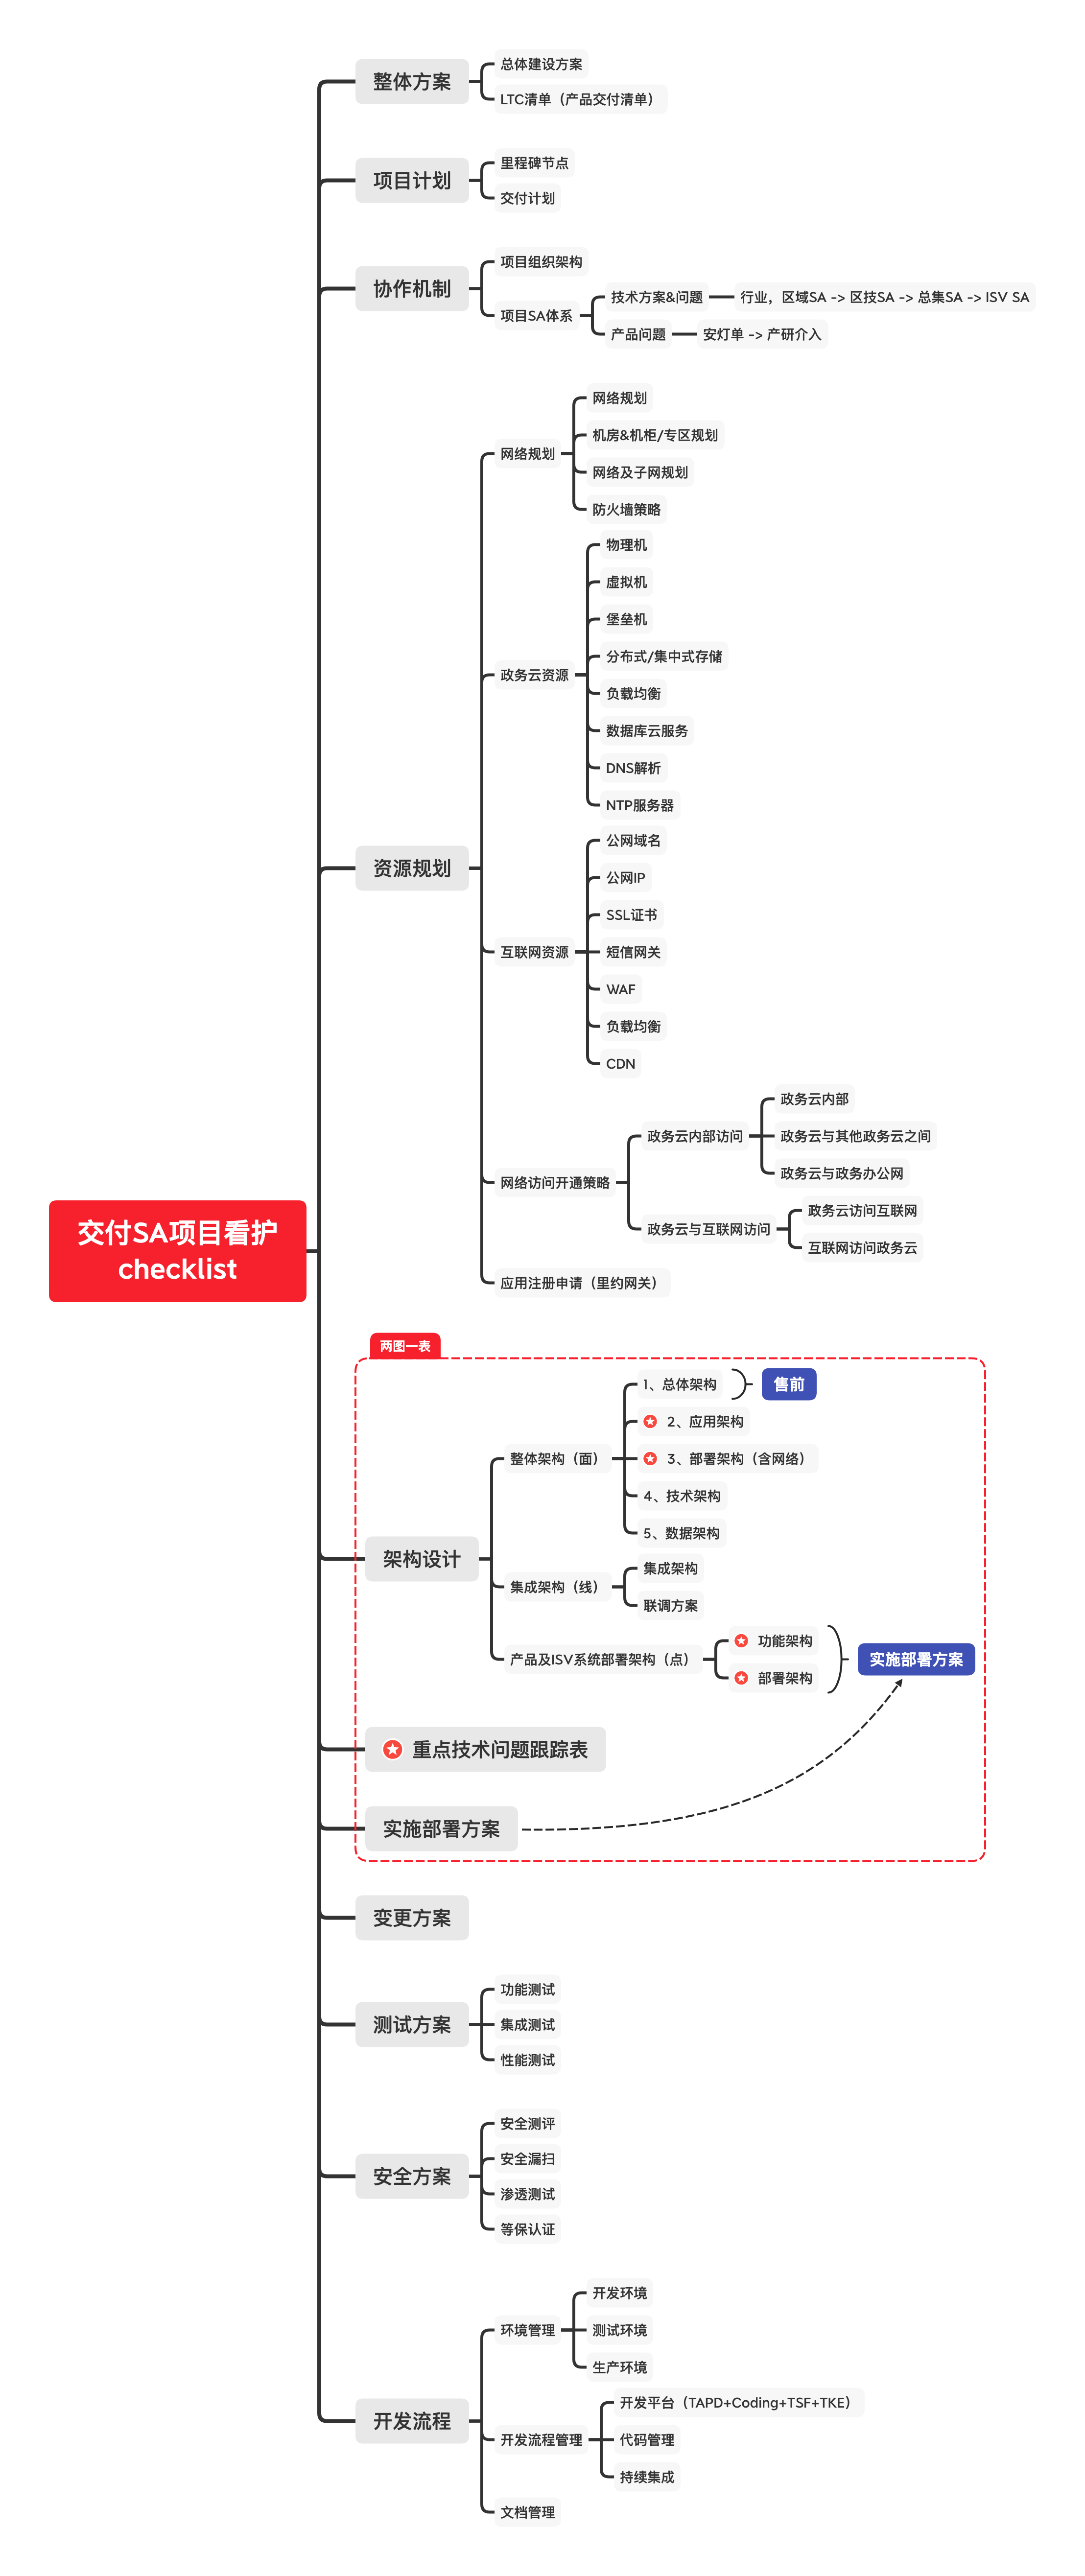 交付SA项目看护
checklist
整体方案
总体建设方案
LTC清单（产品交付清单）
项目计划
里程碑节点
交付计划
协作机制
项目组织架构
项目SA体系
技术方案&问题
行业，区域SA -> 区技SA -> 总集SA -> ISV SA
产品问题
安灯单 -> 产研介入
资源规划
网络规划
网络规划
机房&机柜/专区规划
网络及子网规划
防火墙策略
政务云资源
物理机
虚拟机
堡垒机
分布式/集中式存储
负载均衡
数据库云服务
DNS解析
NTP服务器
互联网资源
公网域名
公网IP
SSL证书
短信网关
WAF
负载均衡
CDN
网络访问开通策略
政务云内部访问
政务云内部
政务云与其他政务云之间
政务云与政务办公网
政务云与互联网访问
政务云访问互联网
互联网访问政务云
应用注册申请（里约网关）
两图一表
架构设计
整体架构（面）
1、总体架构
售前
2、应用架构
3、部署架构（含网络）
4、技术架构
5、数据架构
集成架构（线）
集成架构
联调方案
产品及ISV系统部署架构（点）
功能架构
部署架构
实施部署方案
重点技术问题跟踪表
实施部署方案
变更方案
测试方案
功能测试
集成测试
性能测试
安全方案
安全测评
安全漏扫
渗透测试
等保认证
开发流程
环境管理
开发环境
测试环境
生产环境
开发流程管理
开发平台（TAPD+Coding+TSF+TKE）
代码管理
持续集成
文档管理